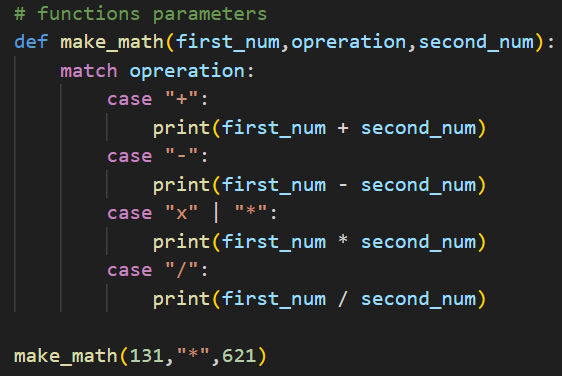 # functions parameters
def make_math(first_num,opreration,second_num):
    match opreration:
        case "+":
            print(first_num + second_num)
        case "-":
            print(first_num - second_num)
        case "x" | "*":
            print(first_num * second_num)
        case "/":
            print(first_num / second_num)

make_math(131,"*",621)